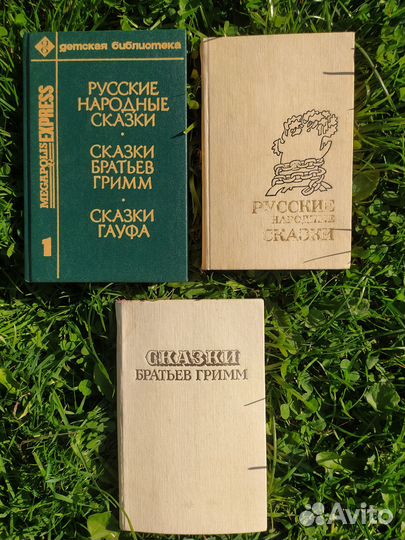 детская библиотека
MEGAPOLIS EXPRESS
1
РУССКИЕ
НАРОДНЫЕ
СКАЗКИ
•
СКАЗКИ
БРАТЬЕВ
ГРИММ
•
СКАЗКИ
ГАУФА
РУССКИЕ
НАРОДНЫЕ
СКАЗКИ
СКАЗКИ
БРАТЬЕВ ГРИММ
Avito